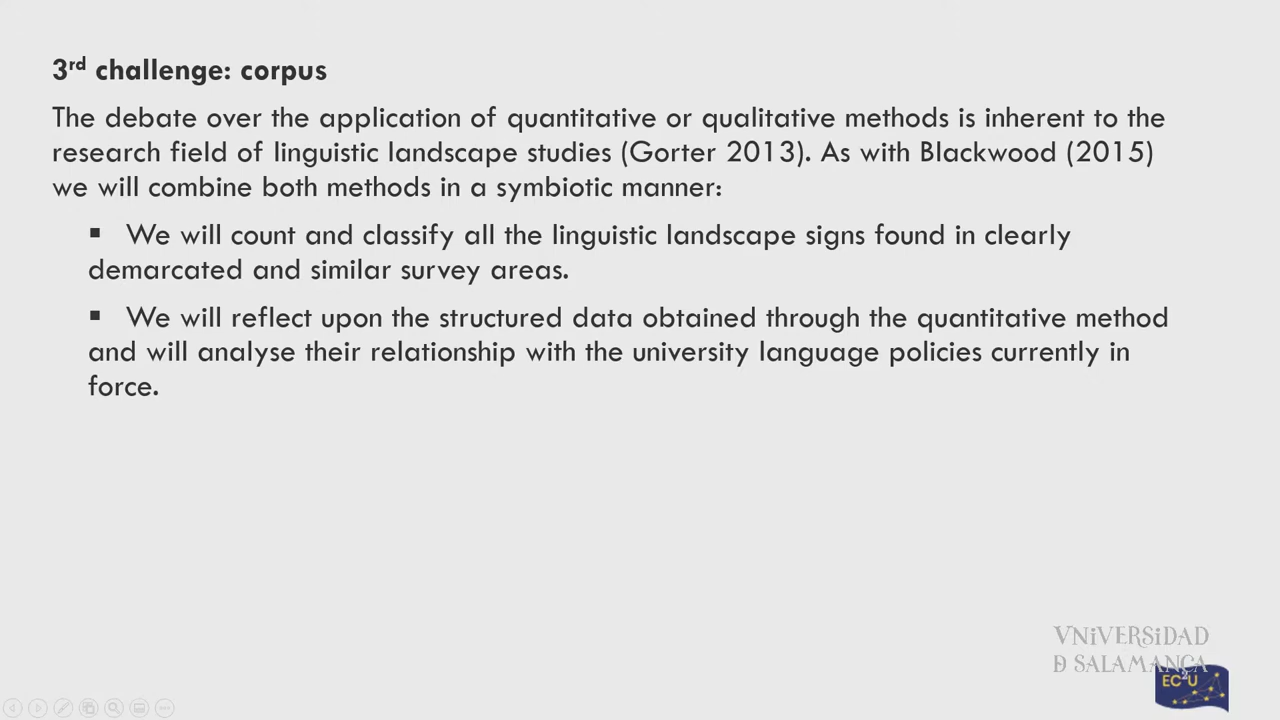 3rd challenge: corpus
The debate over the application of quantitative or qualitative methods is inherent to the
research field of linguistic landscape studies (Gorter 2013). As with Blackwood (2015)
we will combine both methods in a symbiotic manner:
▪ We will count and classify all the linguistic landscape signs found in clearly
demarcated and similar survey areas.
▪ We will reflect upon the structured data obtained through the quantitative method
and will analyse their relationship with the university language policies currently in
force.
VNiVERSiDAD
Ð SALAMANCA
EC2U